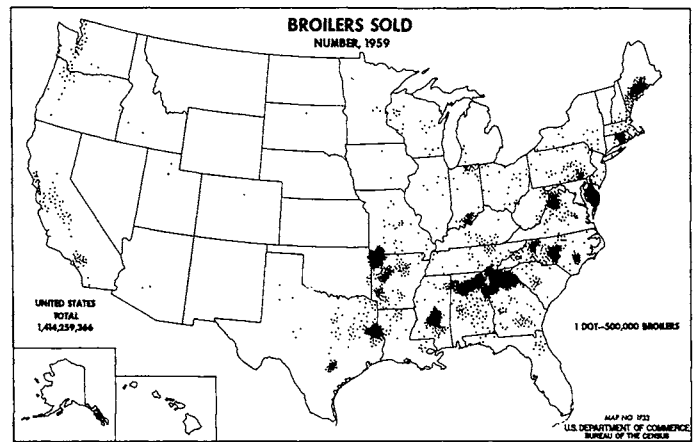 BROILERS SOLD
NUMBER, 1959
UNITED STATES
TOTAL
1,414,259,366
1 DOT—500,000 BROILERS
MAP NO
U.S. DEPARTMENT OF COMMERCE
BUREAU OF THE CENSUS